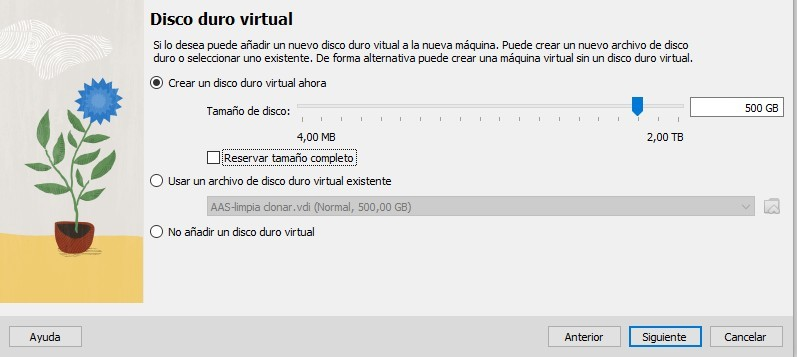 Disco duro virtual
Si lo desea puede añadir un nuevo disco duro vitual a la nueva máquina. Puede crear un nuevo archivo de disco
duro o seleccionar uno existente. De forma alternativa puede crear una máquina virtual sin un disco duro virtual.
Crear un disco duro virtual ahora
Tamaño de disco:
500 GB
4,00 MB
2,00 TB
Reservar tamaño completo
Usar un archivo de disco duro virtual existente
AAS-limpia clonar.vdi (Normal, 500,00 GB)
No añadir un disco duro virtual
Ayuda
Anterior
Siguiente
Cancelar